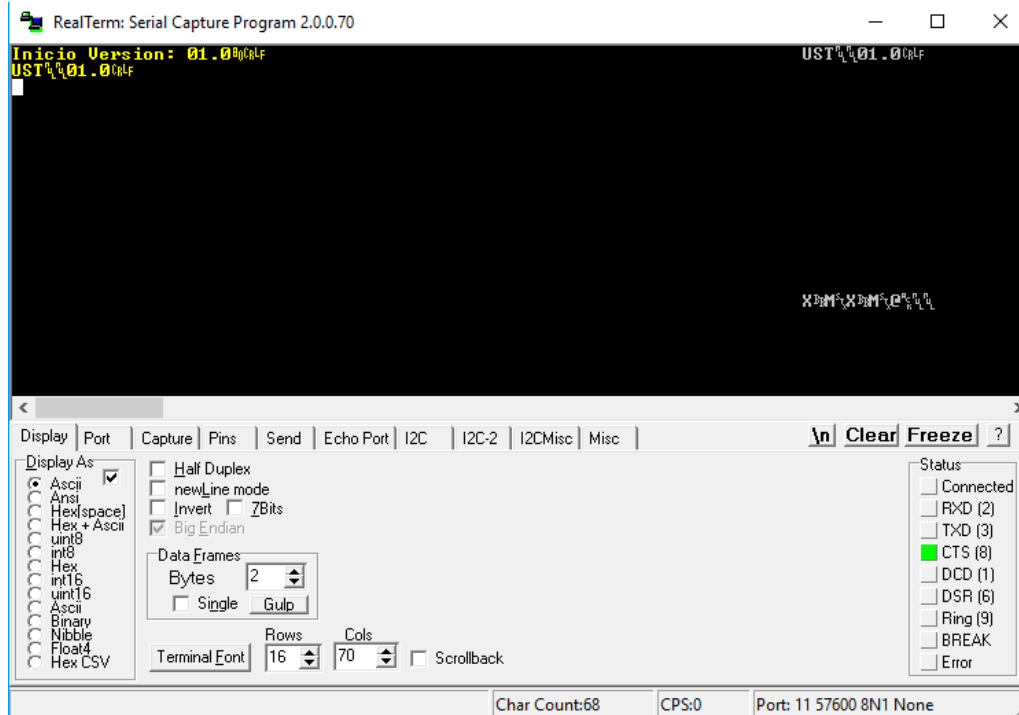 RealTerm: Serial Capture Program 2.0.0.70
Inicio Version: 01.0
UST 01.0
UST 01.0
Display Port Capture Pins Send Echo Port I2C I2C-2 I2CMisc Misc \n Clear Freeze ?
Display As
Ascii
Ansi
Hex[space]
Hex + Ascii
uint8
int8
Hex
int16
uint16
Ascii
Binary
Nibble
Float4
Hex CSV
Half Duplex
newLine mode
Invert 7Bits
Big Endian
Data Frames
Bytes 2
Single Gulp
Rows Cols
Terminal Font 16 70 Scrollback
Status
Connected
RXD (2)
TXD (3)
CTS (8)
DCD (1)
DSR (6)
Ring (9)
BREAK
Error
Char Count:68 CPS:0 Port: 11 57600 8N1 None